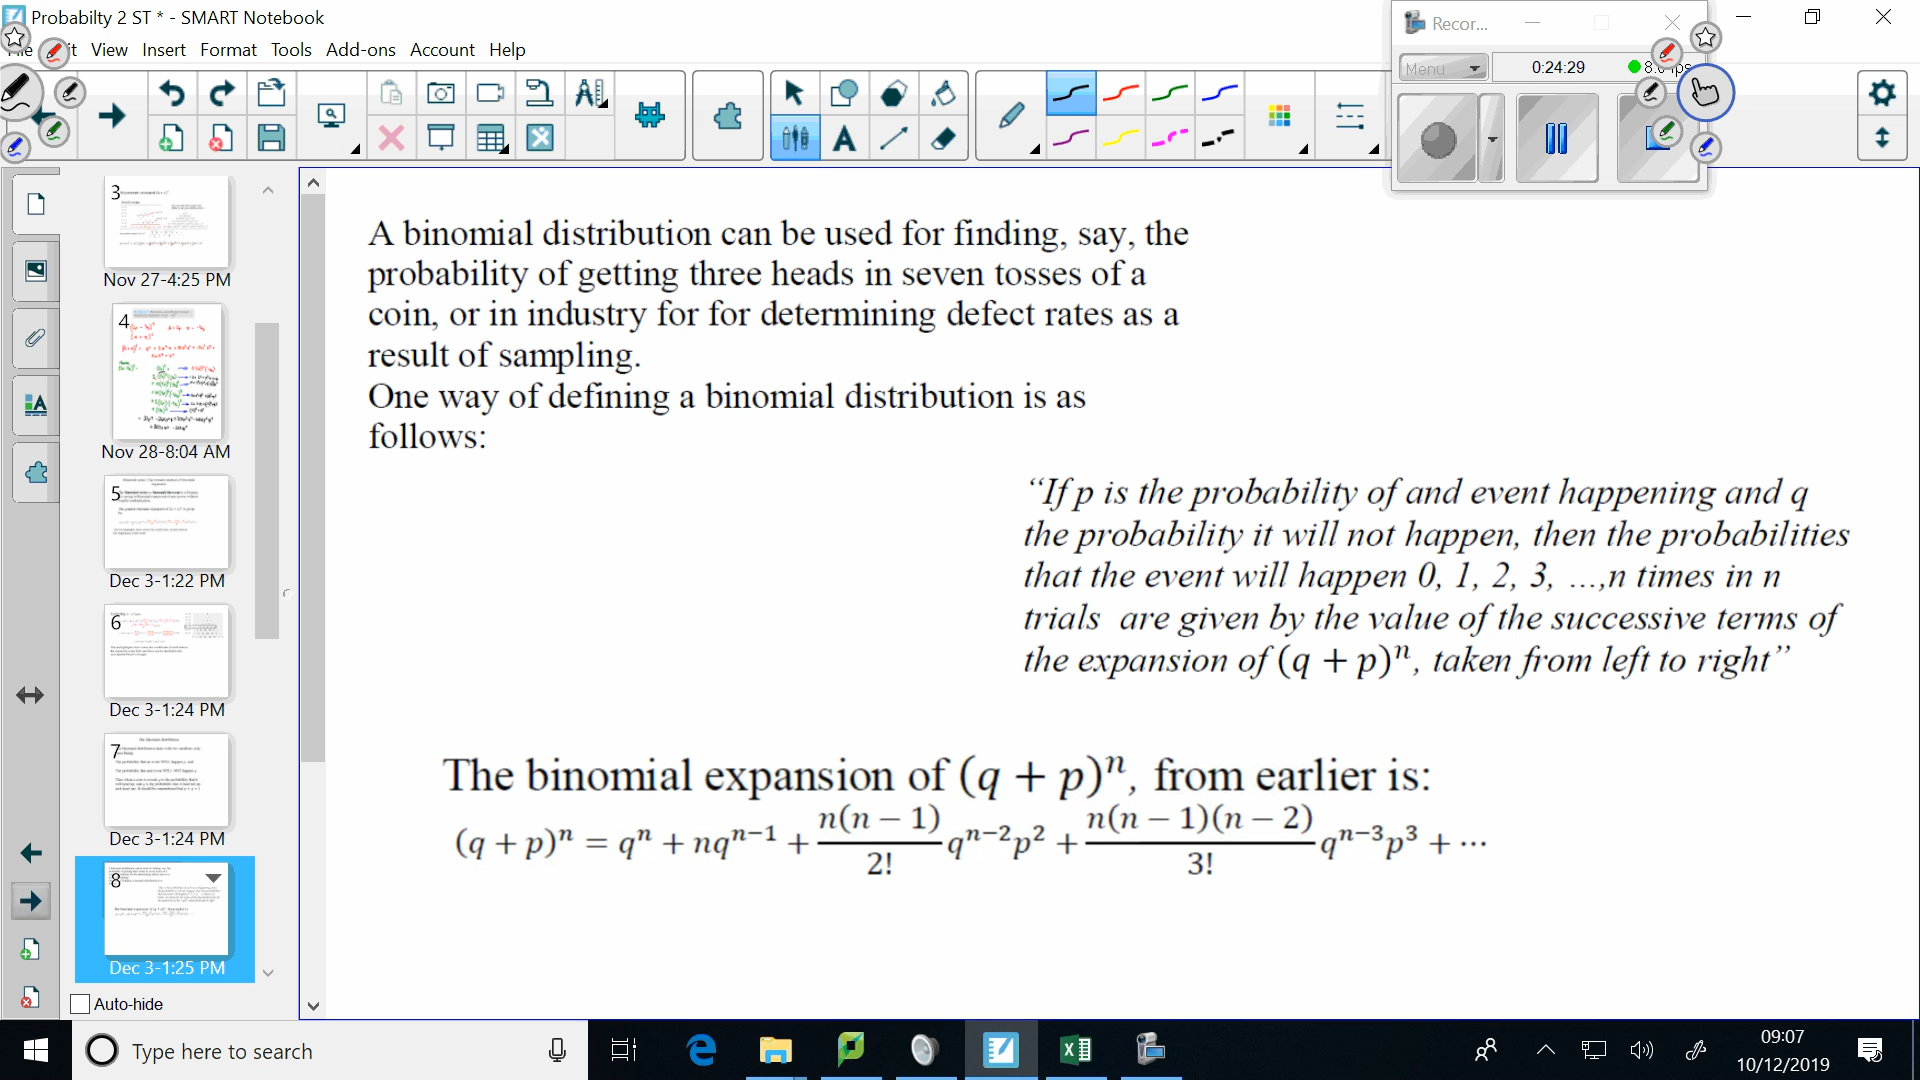 Probabilty 2 ST * - SMART Notebook
View Insert Format Tools Add-ons Account Help
Recor...
Menu
0:24:29
3
Nov 27-4:25 PM
4
Nov 28-8:04 AM
5
Dec 3-1:22 PM
6
Dec 3-1:24 PM
7
Dec 3-1:24 PM
8
Dec 3-1:25 PM
Auto-hide
A binomial distribution can be used for finding, say, the
probability of getting three heads in seven tosses of a
coin, or in industry for for determining defect rates as a
result of sampling.
One way of defining a binomial distribution is as
follows:
“If p is the probability of and event happening and q
the probability it will not happen, then the probabilities
that the event will happen 0, 1, 2, 3, …,n times in n
trials are given by the value of the successive terms of
the expansion of (q + p)ⁿ, taken from left to right”
The binomial expansion of (q + p)ⁿ, from earlier is:
(q + p)ⁿ = qⁿ + nqⁿ⁻¹ + n(n − 1)/2! qⁿ⁻²p² + n(n − 1)(n − 2)/3! qⁿ⁻³p³ + ⋯
Type here to search
09:07
10/12/2019